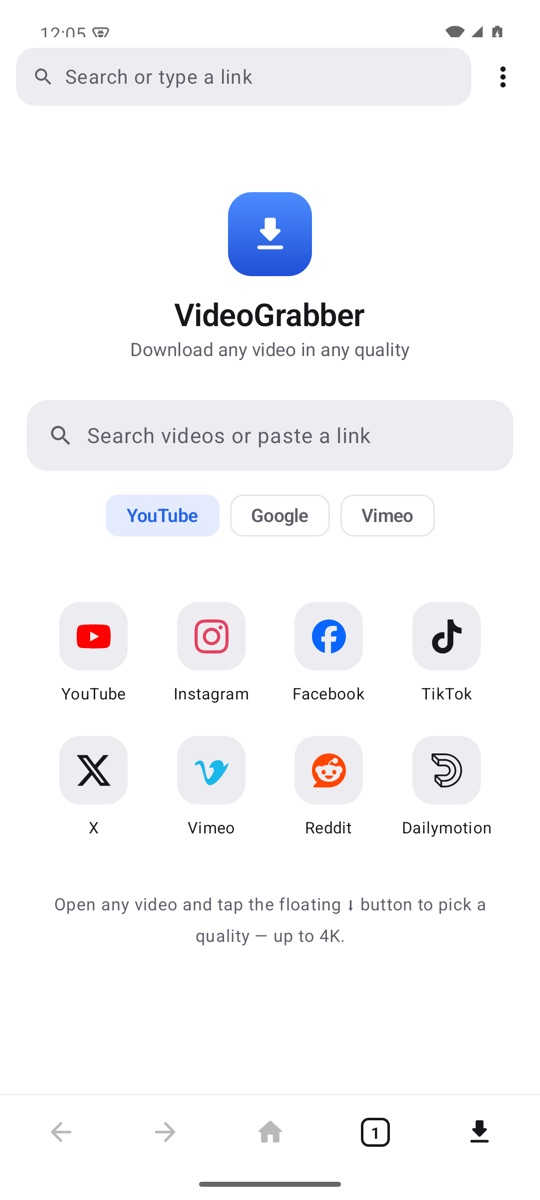 12:05
Search or type a link
VideoGrabber
Download any video in any quality
Search videos or paste a link
YouTube Google Vimeo
YouTube Instagram Facebook TikTok
X Vimeo Reddit Dailymotion
Open any video and tap the floating ⭳ button to pick a
quality — up to 4K.
1